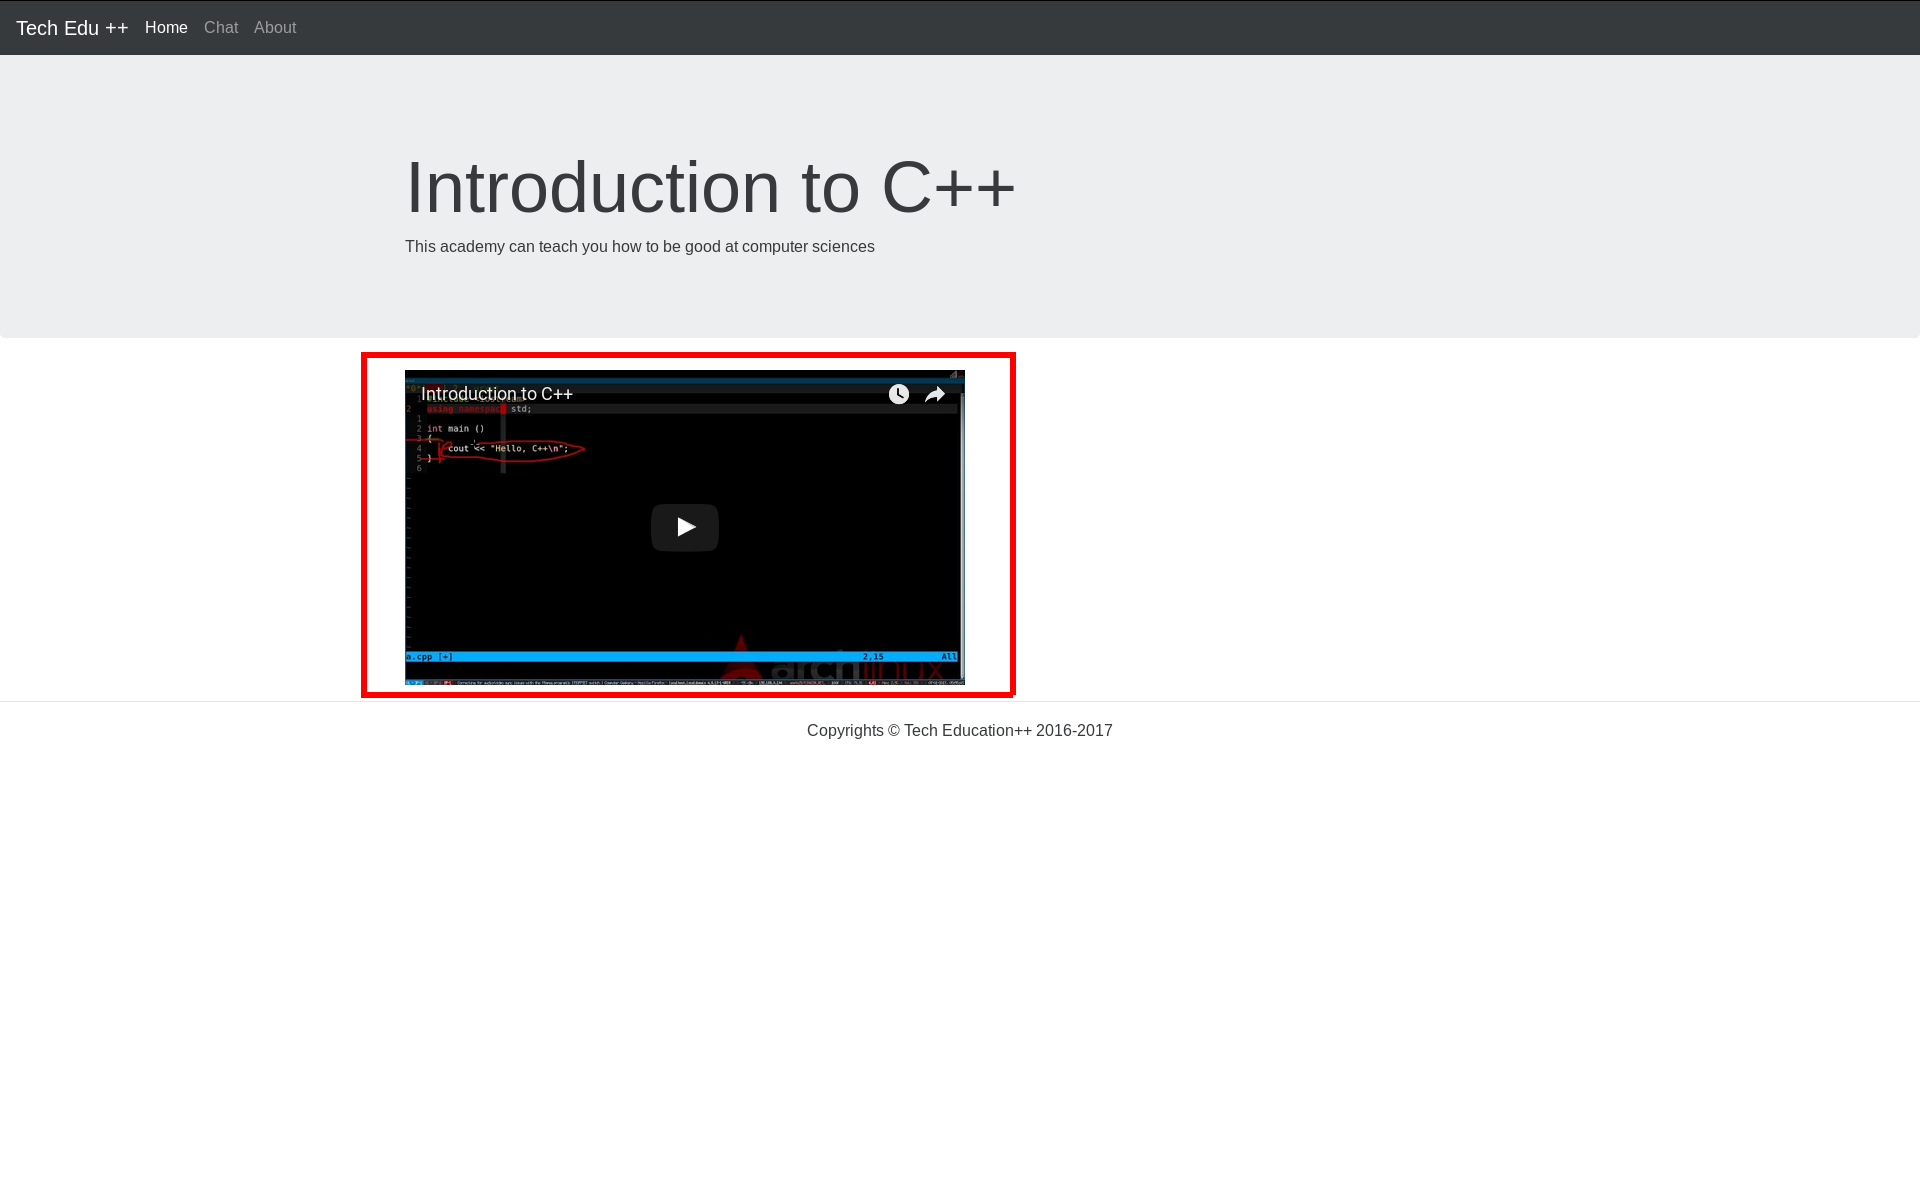 Tech Edu ++ Home Chat About
Introduction to C++
This academy can teach you how to be good at computer sciences
Introduction to C++
2 using namespace std;
1
2 int main ()
3 {
4 cout << "Hello, C++\n";
5 }
6
a.cpp [+] 2,15 All
archlinux
Copyrights © Tech Education++ 2016-2017